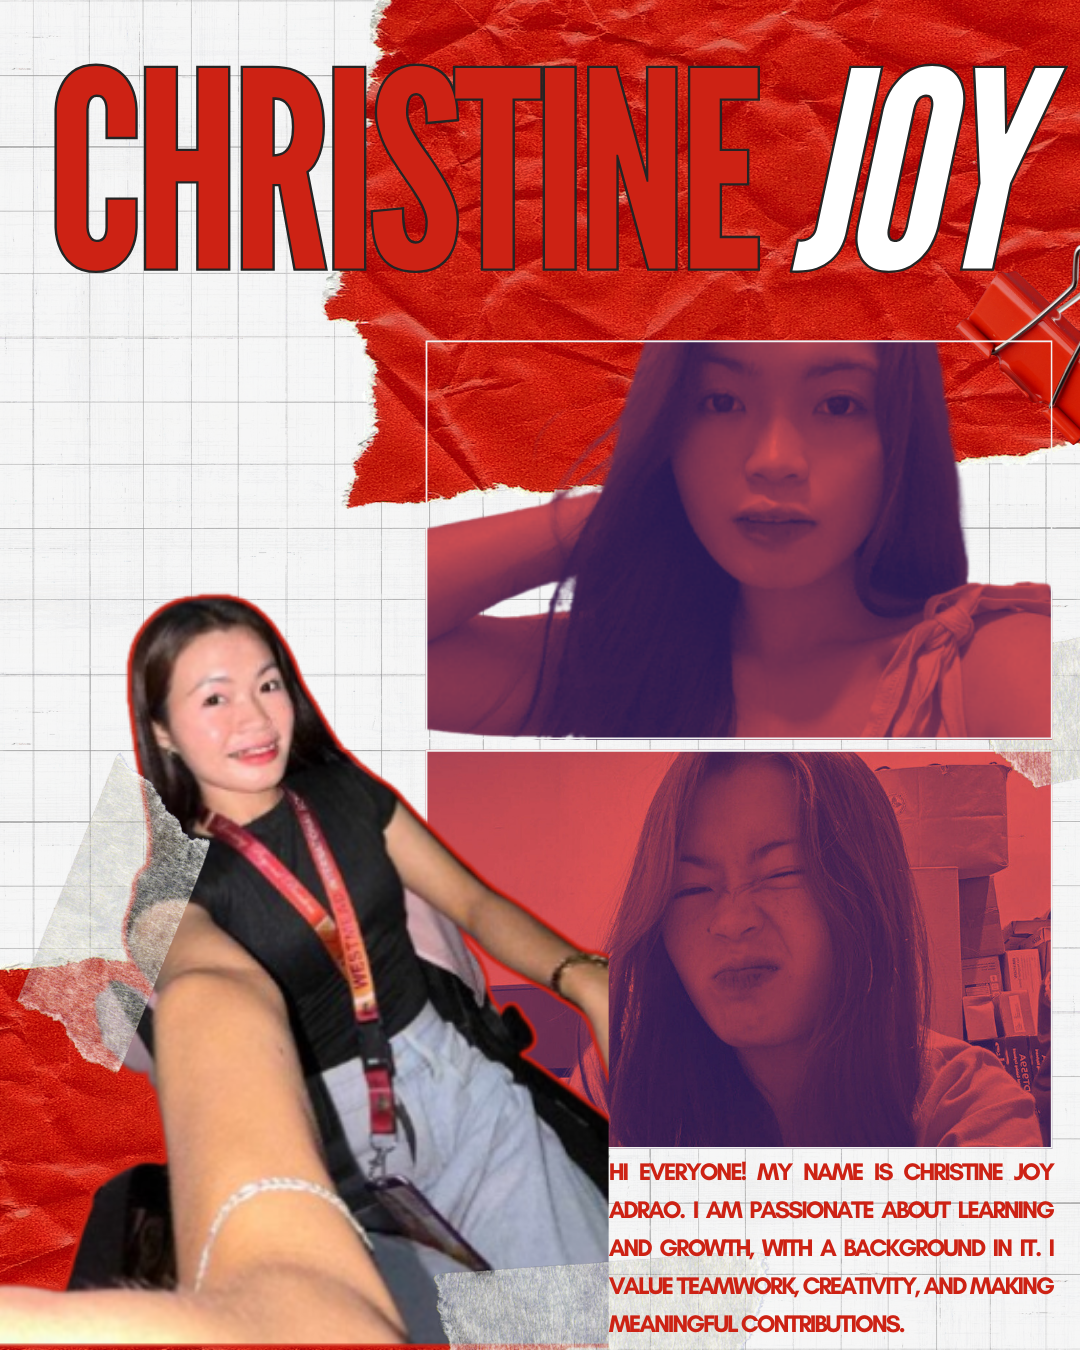 CHRISTINE JOY
WESTMEAD
HI EVERYONE! MY NAME IS CHRISTINE JOY
ADRAO. I AM PASSIONATE ABOUT LEARNING
AND GROWTH, WITH A BACKGROUND IN IT. I
VALUE TEAMWORK, CREATIVITY, AND MAKING
MEANINGFUL CONTRIBUTIONS.